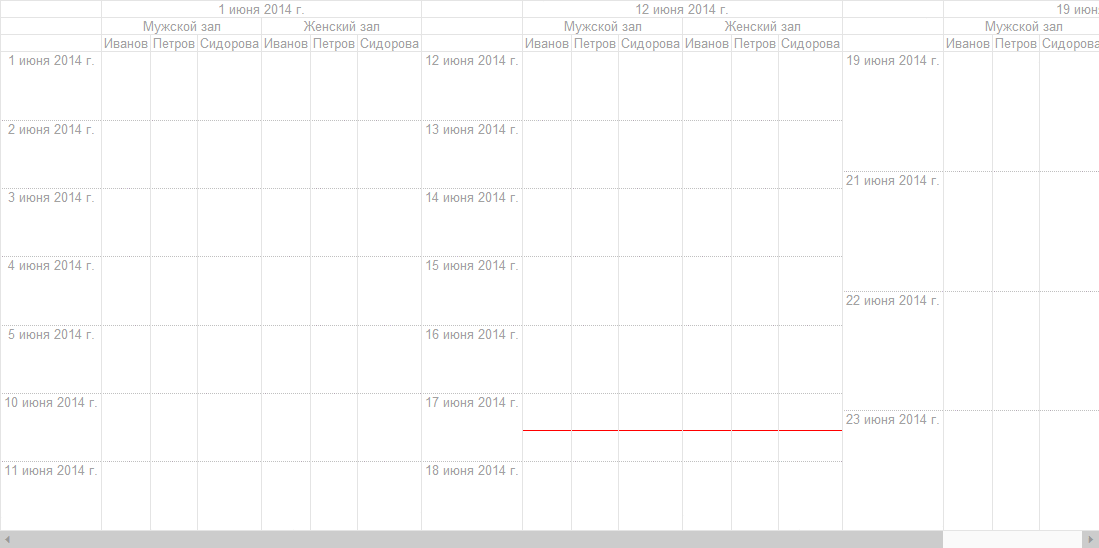 1 июня 2014 г. 12 июня 2014 г. 19 июн
Мужской зал Женский зал Мужской зал Женский зал Мужской зал
Иванов Петров Сидорова Иванов Петров Сидорова Иванов Петров Сидорова Иванов Петров Сидорова Иванов Петров Сидорова
1 июня 2014 г. 12 июня 2014 г. 19 июня 2014 г.
2 июня 2014 г. 13 июня 2014 г.
21 июня 2014 г.
3 июня 2014 г. 14 июня 2014 г.
4 июня 2014 г. 15 июня 2014 г.
22 июня 2014 г.
5 июня 2014 г. 16 июня 2014 г.
10 июня 2014 г. 17 июня 2014 г.
23 июня 2014 г.
11 июня 2014 г. 18 июня 2014 г.